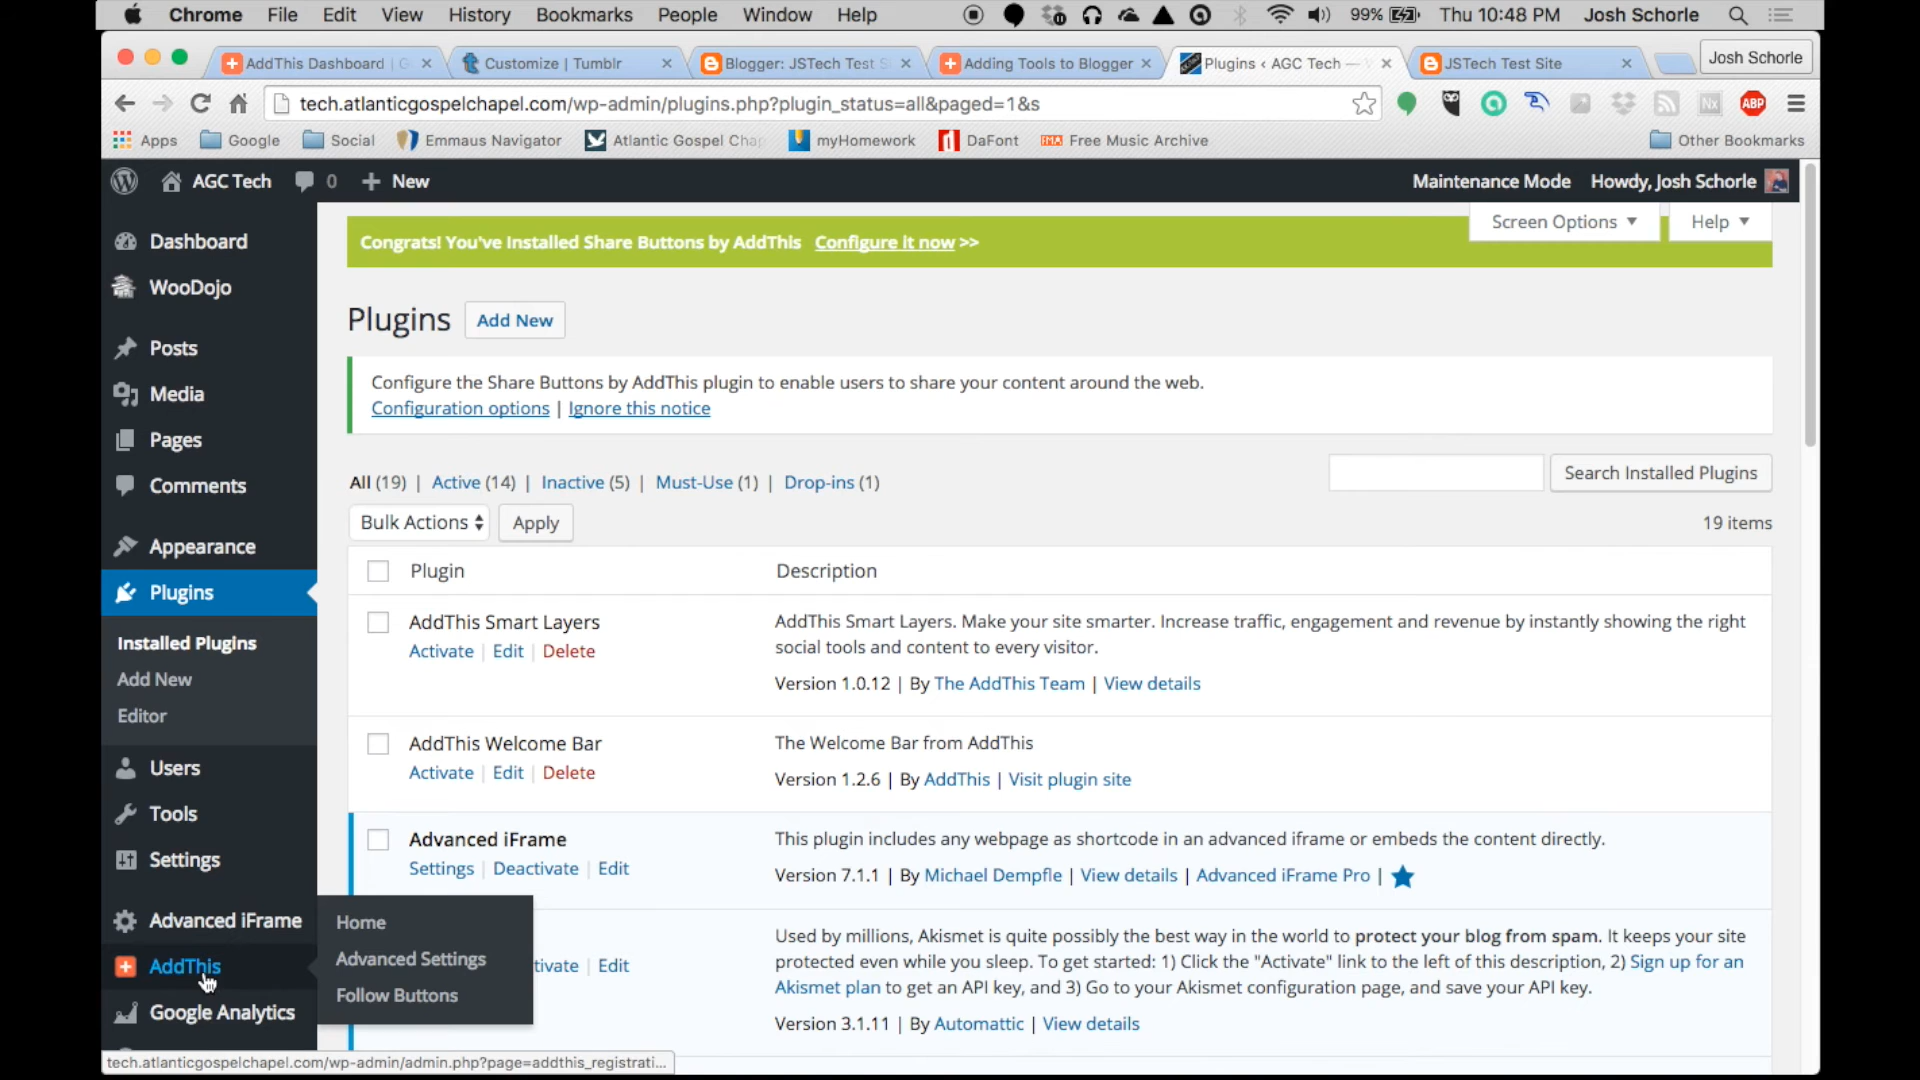 Chrome File Edit View History Bookmarks People Window Help 99% Thu 10:48 PM Josh Schorle
AddThis Dashboard | Customize | Tumblr Blogger: JSTech Test S Adding Tools to Blogger Plugins ‹ AGC Tech — JSTech Test Site Josh Schorle
tech.atlanticgospelchapel.com/wp-admin/plugins.php?plugin_status=all&paged=1&s ABP
Apps Google Social Emmaus Navigator Atlantic Gospel Chap myHomework DaFont FMA Free Music Archive Other Bookmarks
AGC Tech 0 + New Maintenance Mode Howdy, Josh Schorle
Screen Options Help
Congrats! You've Installed Share Buttons by AddThis Configure it now >>
Dashboard
WooDojo
Posts
Media
Pages
Comments
Appearance
Plugins
Installed Plugins
Add New
Editor
Users
Tools
Settings
Advanced iFrame
AddThis
Google Analytics
Home
Advanced Settings
Follow Buttons
Plugins Add New
Configure the Share Buttons by AddThis plugin to enable users to share your content around the web.
Configuration options | Ignore this notice
All (19) | Active (14) | Inactive (5) | Must-Use (1) | Drop-ins (1) Search Installed Plugins
Bulk Actions Apply 19 items
Plugin Description
AddThis Smart Layers AddThis Smart Layers. Make your site smarter. Increase traffic, engagement and revenue by instantly showing the right
Activate | Edit | Delete social tools and content to every visitor.
Version 1.0.12 | By The AddThis Team | View details
AddThis Welcome Bar The Welcome Bar from AddThis
Activate | Edit | Delete Version 1.2.6 | By AddThis | Visit plugin site
Advanced iFrame This plugin includes any webpage as shortcode in an advanced iframe or embeds the content directly.
Settings | Deactivate | Edit Version 7.1.1 | By Michael Dempfle | View details | Advanced iFrame Pro |
Used by millions, Akismet is quite possibly the best way in the world to protect your blog from spam. It keeps your site
tivate | Edit protected even while you sleep. To get started: 1) Click the "Activate" link to the left of this description, 2) Sign up for an
Akismet plan to get an API key, and 3) Go to your Akismet configuration page, and save your API key.
Version 3.1.11 | By Automattic | View details
tech.atlanticgospelchapel.com/wp-admin/admin.php?page=addthis_registrati...